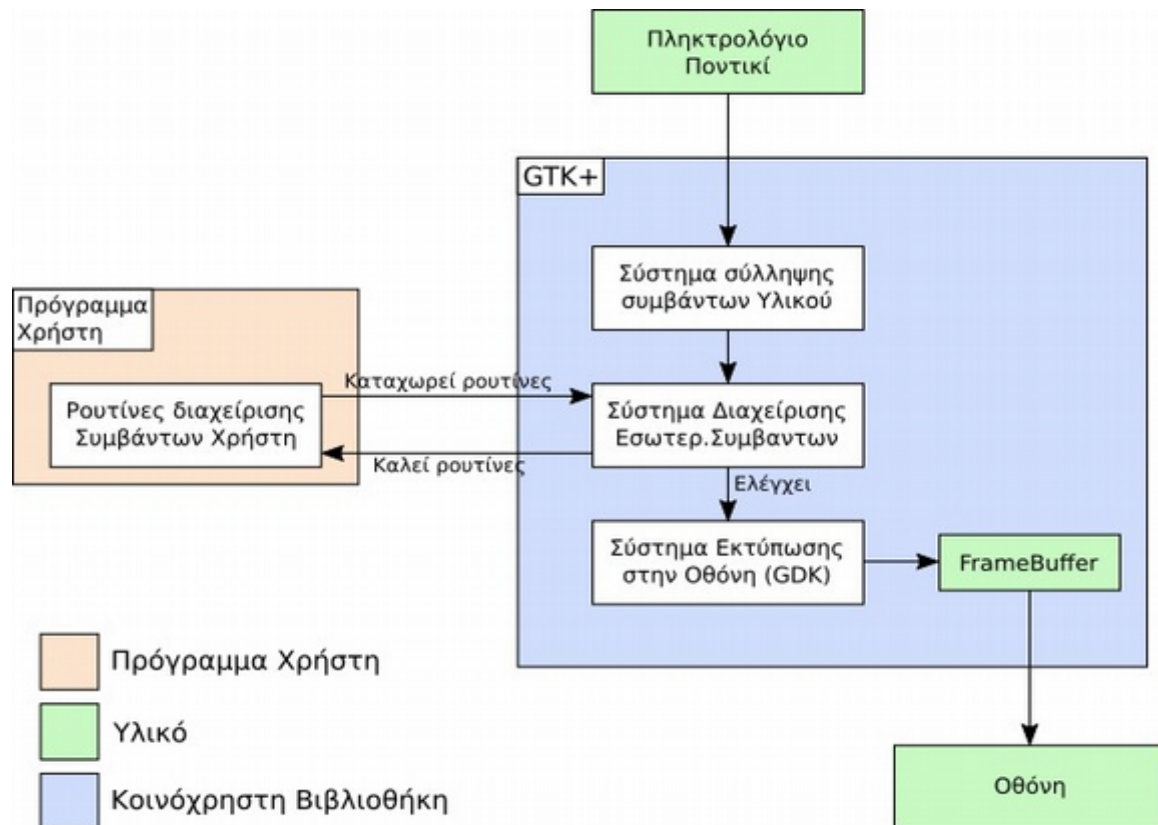 Πληκτρολόγιο
Ποντικί
GTK+
Σύστημα σύλληψης
συμβάντων Υλικού
Πρόγραμμα
Χρήστη
Καταχωρεί ρουτίνες
Ρουτίνες διαχείρισης
Συμβάντων Χρήστη
Σύστημα Διαχείρισης
Εσωτερ.Συμβαντων
Καλεί ρουτίνες
Ελέγχει
Σύστημα Εκτύπωσης
στην Οθόνη (GDK)
FrameBuffer
Πρόγραμμα Χρήστη
Υλικό
Κοινόχρηστη Βιβλιοθήκη
Οθόνη